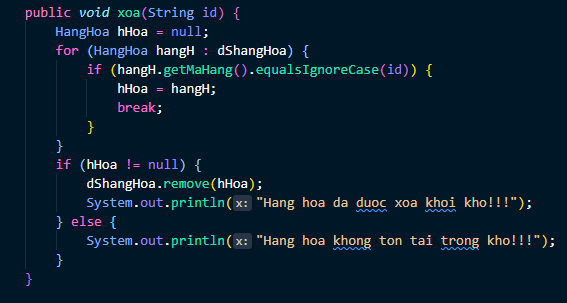 public void xoa(String id) {
    HangHoa hHoa = null;
    for (HangHoa hangH : dShangHoa) {
        if (hangH.getMaHang().equalsIgnoreCase(id)) {
            hHoa = hangH;
            break;
        }
    }
    if (hHoa != null) {
        dShangHoa.remove(hHoa);
        System.out.println(x: "Hang hoa da duoc xoa khoi kho!!!");
    } else {
        System.out.println(x: "Hang hoa khong ton tai trong kho!!!");
    }
}